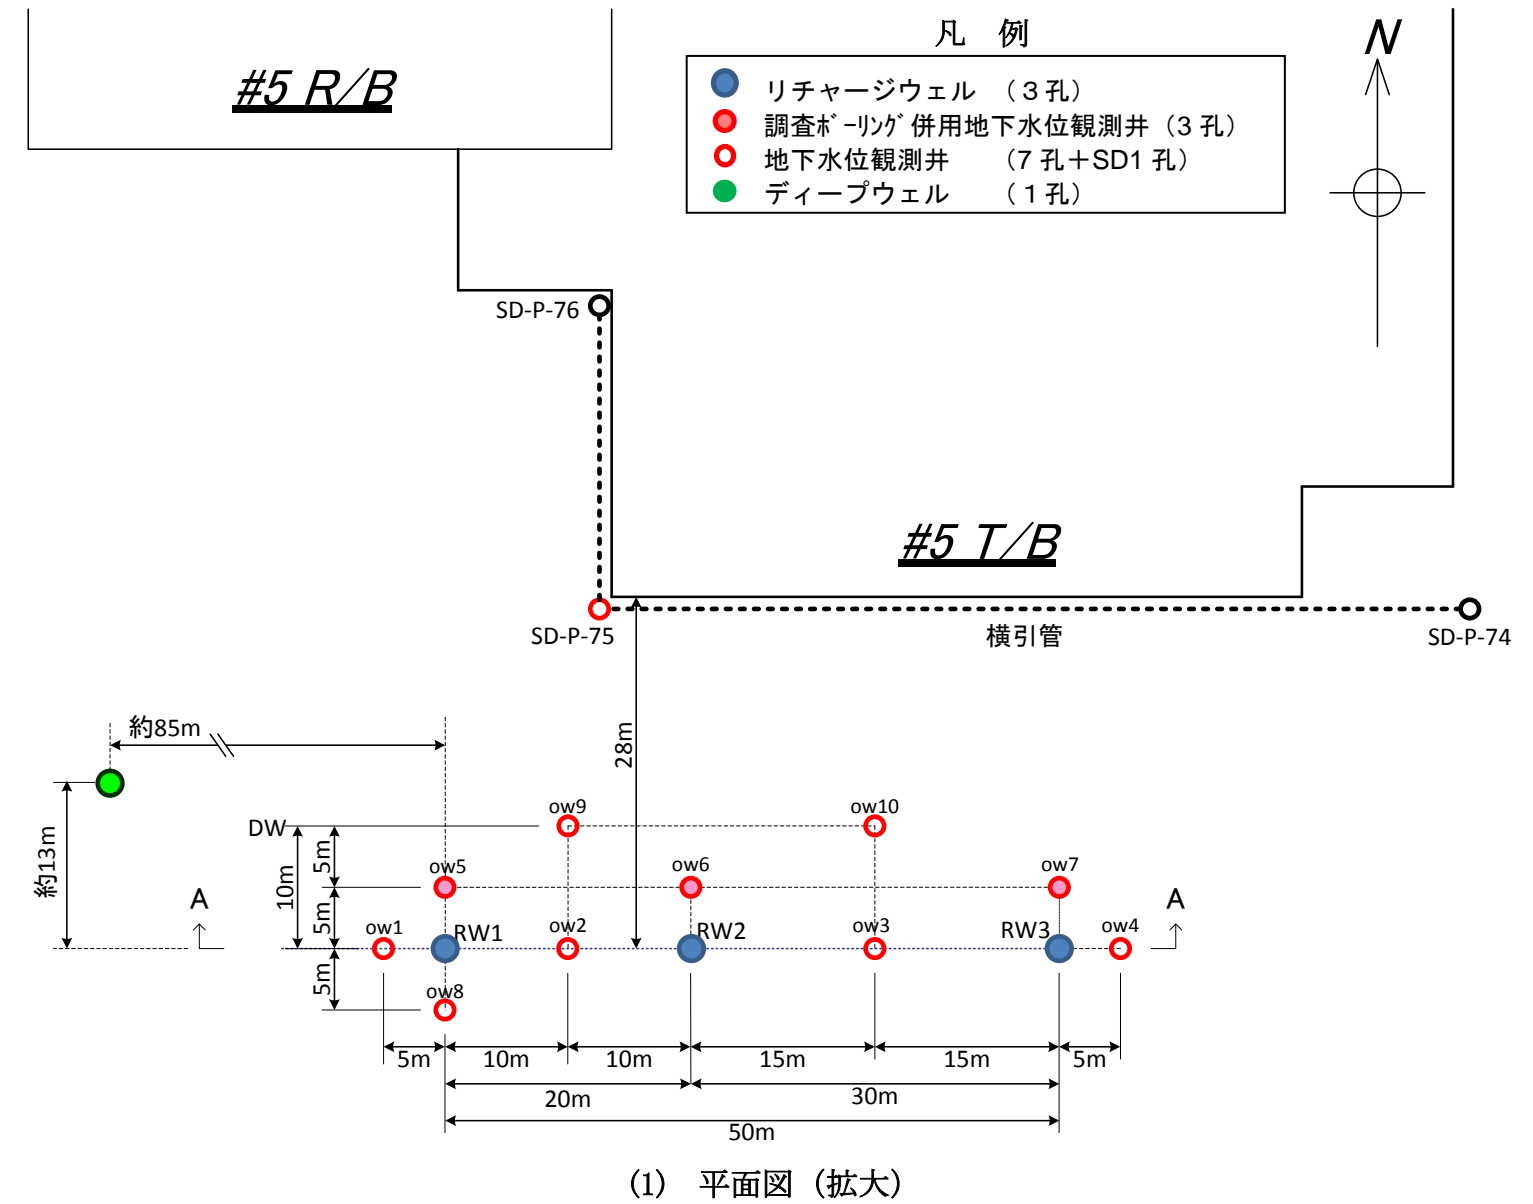 凡 例
N
#5 R/B
リチャージウェル （3孔）
調査ﾎﾞｰﾘﾝｸﾞ併用地下水位観測井（3孔）
地下水位観測井 （7孔＋SD1孔）
ディープウェル （1孔）
SD-P-76
#5 T/B
SD-P-75
横引管
SD-P-74
約85m
28m
約13m
DW
ow9
ow10
10m
5m
ow5
ow6
ow7
A
A
5m
ow1
RW1
ow2
RW2
ow3
RW3
ow4
5m
ow8
5m
10m
10m
15m
15m
5m
20m
30m
50m
(1) 平面図（拡大）